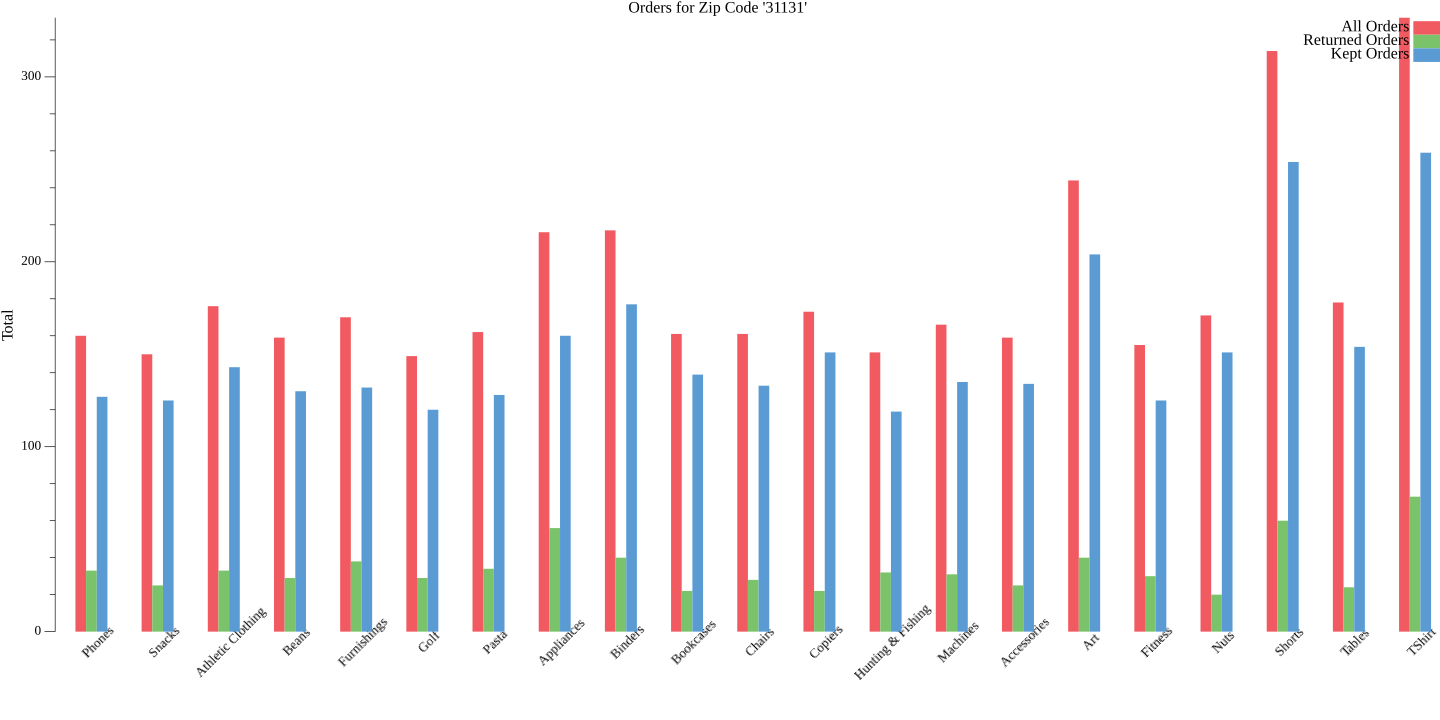 Orders for Zip Code '31131'
All Orders
Returned Orders
Kept Orders
Total
300
200
100
0
Phones
Snacks
Athletic Clothing
Beans
Furnishings
Golf
Pasta
Appliances
Binders
Bookcases
Chairs
Copiers
Hunting & Fishing
Machines
Accessories
Art
Fitness
Nuts
Shorts
Tables
TShirt